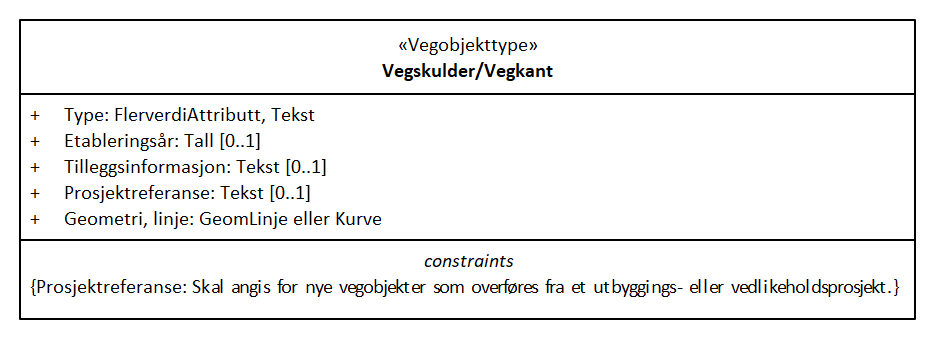 «Vegobjekttype»
Vegskulder/Vegkant
+ Type: FlerverdiAttributt, Tekst
+ Etableringsår: Tall [0..1]
+ Tilleggsinformasjon: Tekst [0..1]
+ Prosjektreferanse: Tekst [0..1]
+ Geometri, linje: GeomLinje eller Kurve
constraints
{Prosjektreferanse: Skal angis for nye vegobjekter som overføres fra et utbyggings- eller vedlikeholdsprosjekt.}